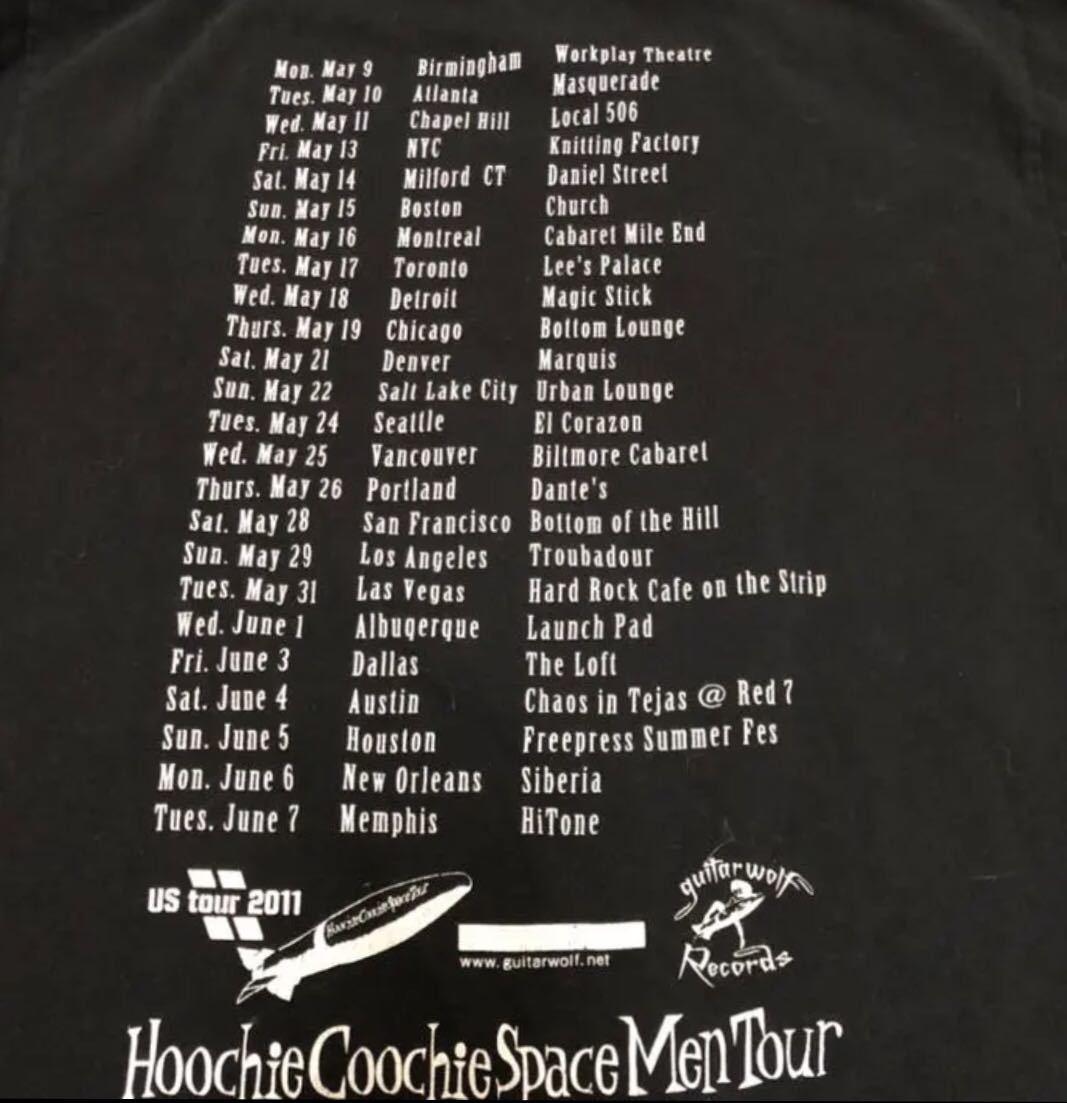 Mon. May 9 Birmingham Workplay Theatre
Tues. May 10 Atlanta Masquerade
Wed. May 11 Chapel Hill Local 506
Fri. May 13 NYC Knitting Factory
Sat. May 14 Milford CT Daniel Street
Sun. May 15 Boston Church
Mon. May 16 Montreal Cabaret Mile End
Tues. May 17 Toronto Lee's Palace
Wed. May 18 Detroit Magic Stick
Thurs. May 19 Chicago Bottom Lounge
Sat. May 21 Denver Marquis
Sun. May 22 Salt Lake City Urban Lounge
Tues. May 24 Seattle El Corazon
Wed. May 25 Vancouver Biltmore Cabaret
Thurs. May 26 Portland Dante's
Sat. May 28 San Francisco Bottom of the Hill
Sun. May 29 Los Angeles Troubadour
Tues. May 31 Las Vegas Hard Rock Cafe on the Strip
Wed. June 1 Albuqerque Launch Pad
Fri. June 3 Dallas The Loft
Sat. June 4 Austin Chaos in Tejas @ Red 7
Sun. June 5 Houston Freepress Summer Fes
Mon. June 6 New Orleans Siberia
Tues. June 7 Memphis HiTone
US tour 2011
HoochieCoochieSpaceTour
www.guitarwolf.net
guitarwolf
Records
Hoochie Coochie Space Men Tour